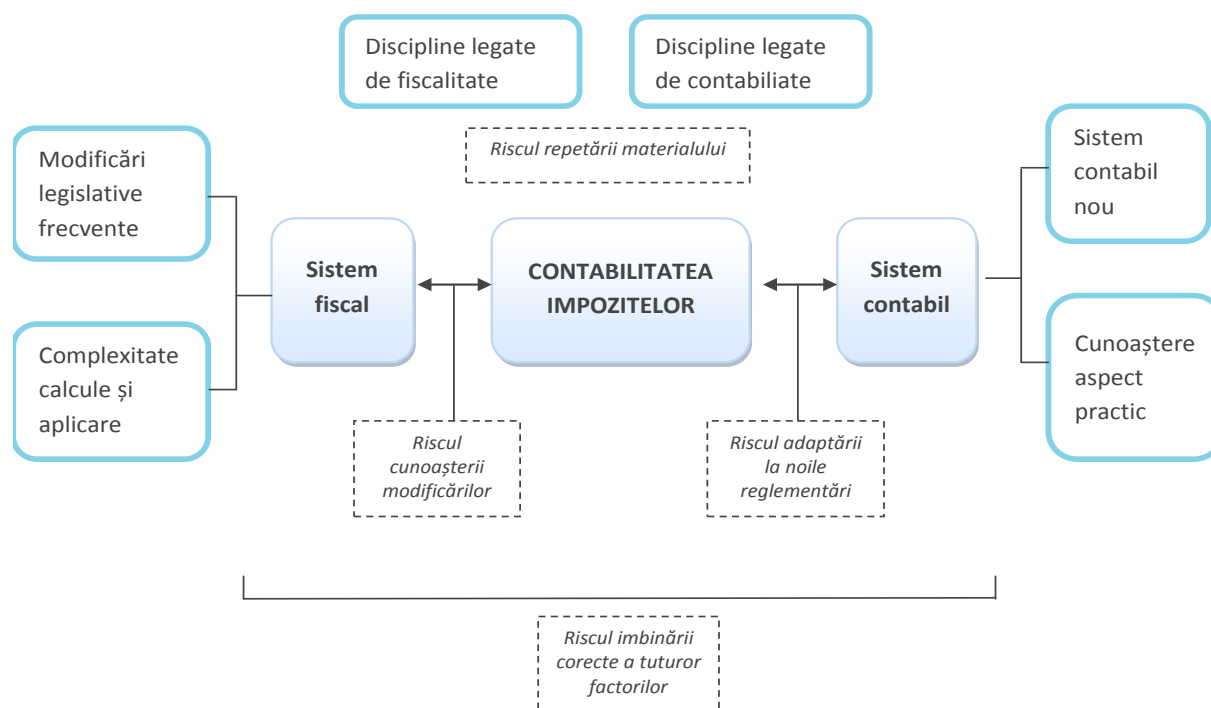 Discipline legate
de fiscalitate
Discipline legate
de contabiliate
Riscul repetării materialului
Modificări
legislative
frecvente
Complexitate
calcule și
aplicare
Sistem
fiscal
CONTABILITATEA
IMPOZITELOR
Sistem
contabil
Sistem
contabil
nou
Cunoaștere
aspect
practic
Riscul
cunoașterii
modificărilor
Riscul adaptării
la noile
reglementări
Riscul imbinării
corecte a tuturor
factorilor